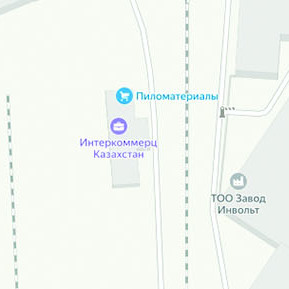 Пиломатериалы
Интеркоммерц
Казахстан
ТОО Завод
Инвольт